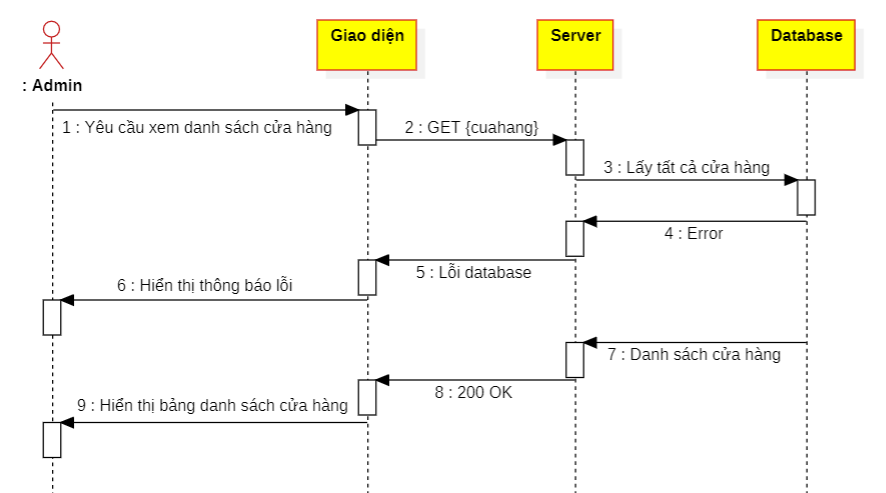 Giao diện
Server
Database
: Admin
1 : Yêu cầu xem danh sách cửa hàng
2 : GET {cuahang}
3 : Lấy tất cả cửa hàng
4 : Error
5 : Lỗi database
6 : Hiển thị thông báo lỗi
7 : Danh sách cửa hàng
8 : 200 OK
9 : Hiển thị bảng danh sách cửa hàng